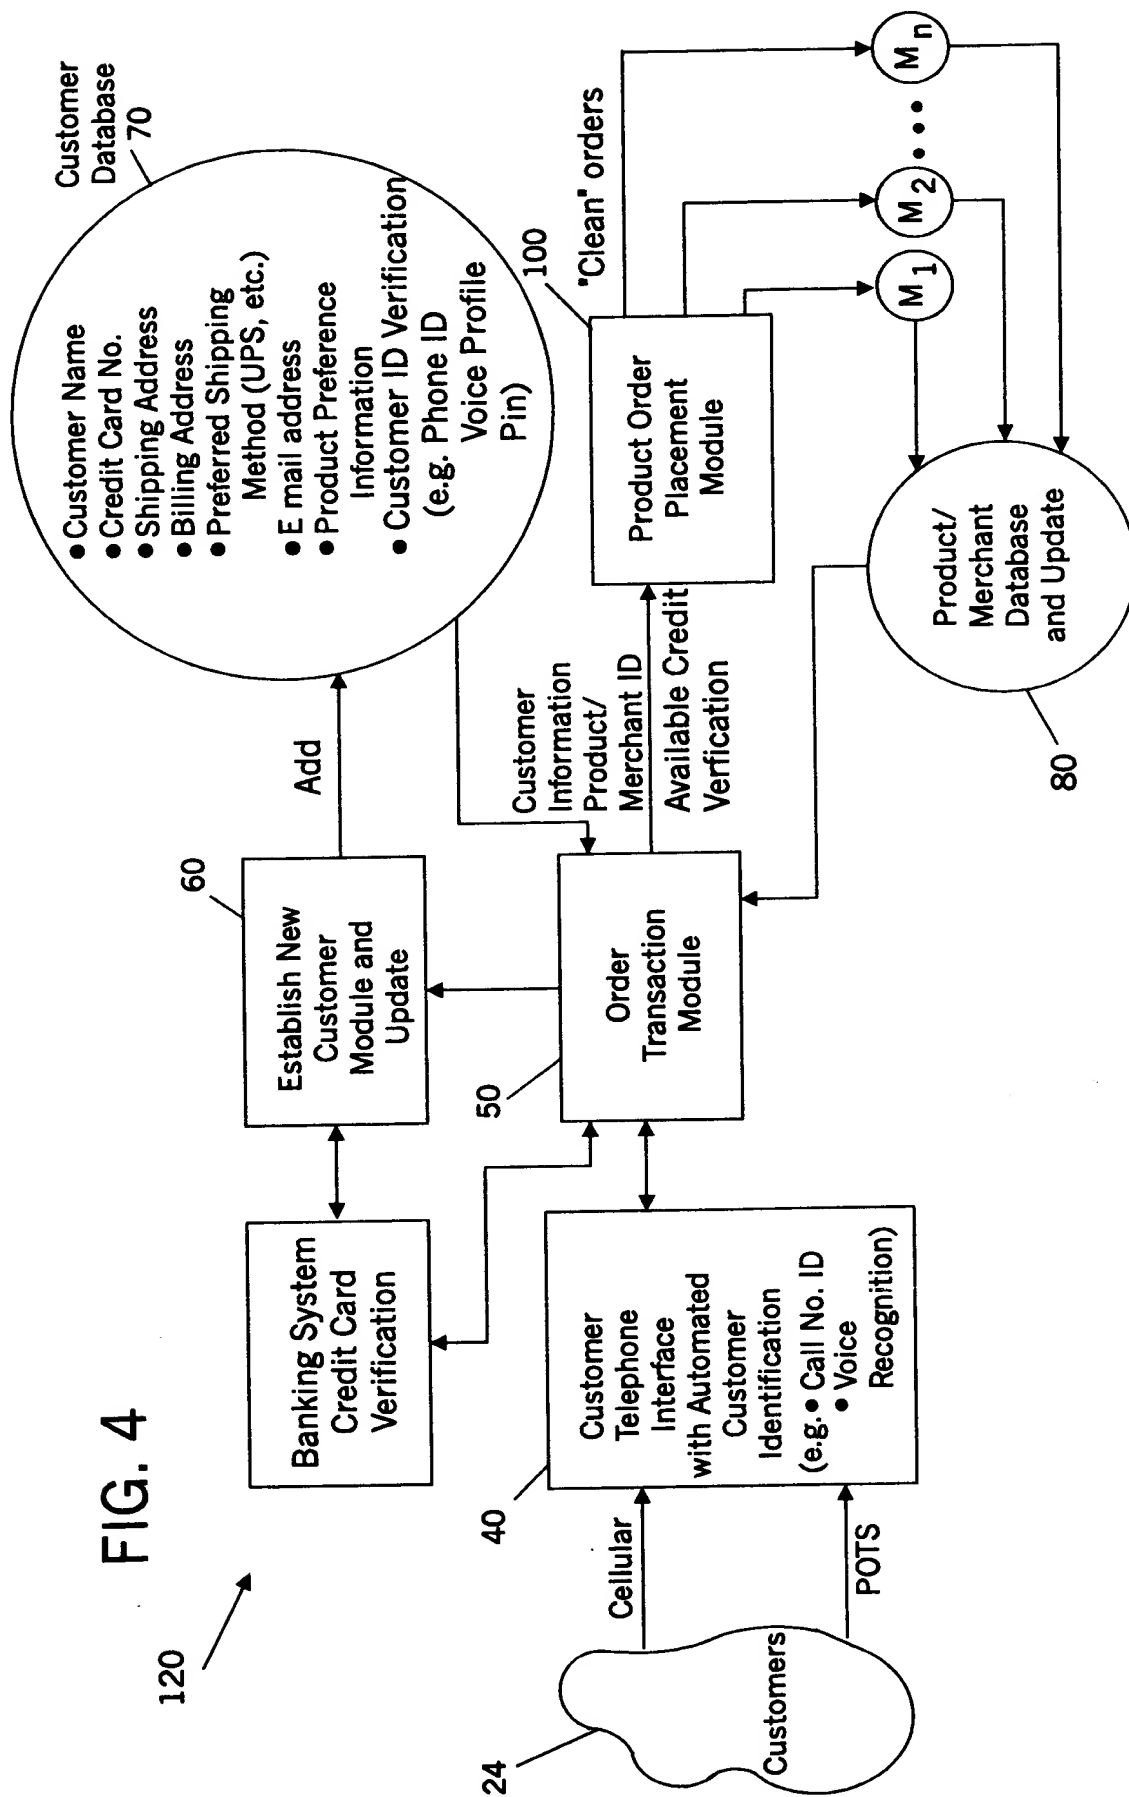 FIG. 4
120
Customer
Database
70
● Customer Name
● Credit Card No.
● Shipping Address
● Billing Address
● Preferred Shipping
Method (UPS, etc.)
● E mail address
● Product Preference
Information
● Customer ID Verification
(e.g. Phone ID
Voice Profile
Pin)
Banking System
Credit Card
Verification
60
Establish New
Customer
Module and
Update
Add
24
Customers
Cellular
POTS
40
Customer
Telephone
Interface
with Automated
Customer
Identification
(e.g. ● Call No. ID
● Voice
Recognition)
50
Order
Transaction
Module
Customer
Information
Product/
Merchant ID
Available Credit
Verfication
100
Product Order
Placement
Module
"Clean" orders
M1
M2
● ● ● ●
Mn
80
Product/
Merchant
Database
and Update